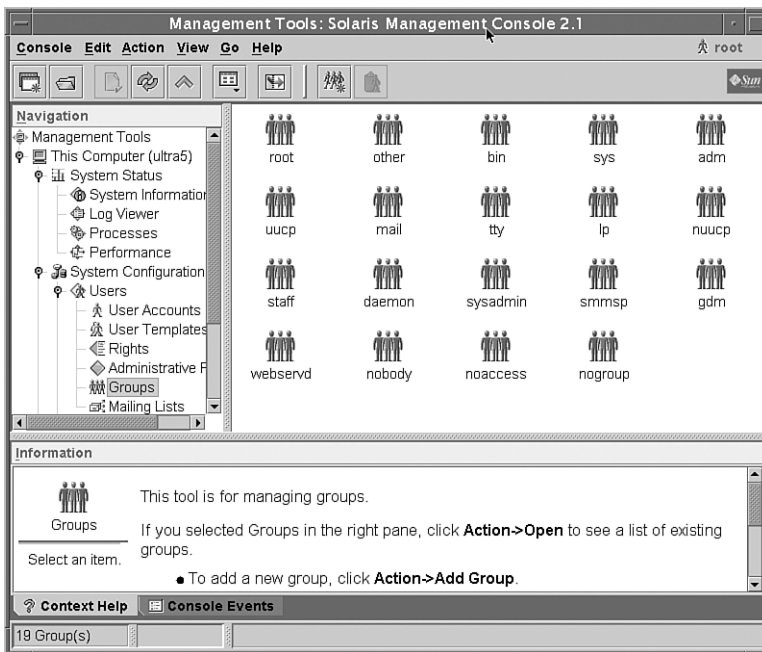 Management Tools: Solaris Management Console 2.1
Console Edit Action View Go Help
root
Sun
Navigation
Management Tools
This Computer (ultra5)
System Status
System Information
Log Viewer
Processes
Performance
System Configuration
Users
User Accounts
User Templates
Rights
Administrative
Groups
Mailing Lists
root other bin sys adm
uucp mail tty lp nuucp
staff daemon sysadmin smmsp gdm
webservd nobody noaccess nogroup
Information
Groups
Select an item.
This tool is for managing groups.
If you selected Groups in the right pane, click Action->Open to see a list of existing
groups.
• To add a new group, click Action->Add Group.
Context Help Console Events
19 Group(s)